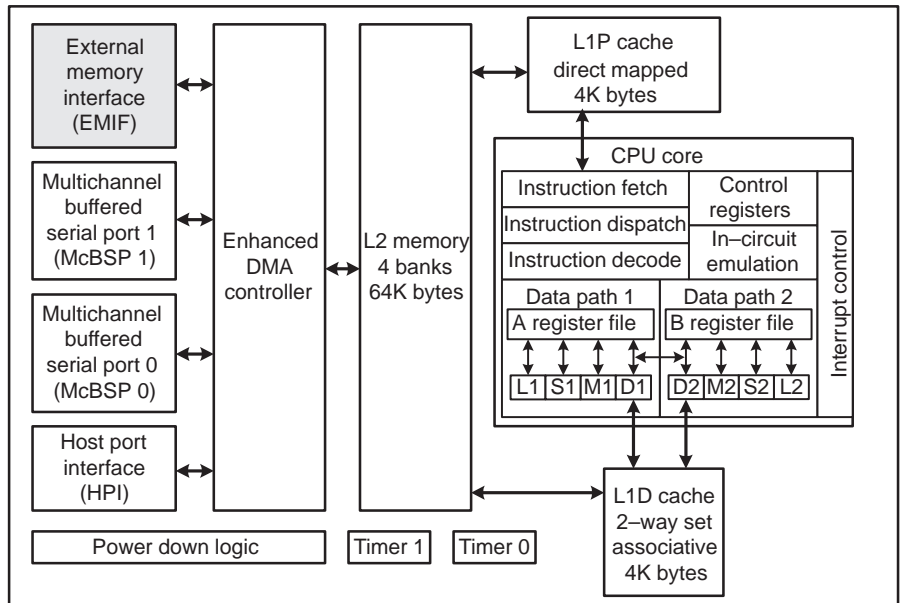 External
memory
interface
(EMIF)
Multichannel
buffered
serial port 1
(McBSP 1)
Multichannel
buffered
serial port 0
(McBSP 0)
Host port
interface
(HPI)
Power down logic
Enhanced
DMA
controller
L2 memory
4 banks
64K bytes
Timer 1
Timer 0
L1P cache
direct mapped
4K bytes
CPU core
Instruction fetch
Instruction dispatch
Instruction decode
Control
registers
In–circuit
emulation
Interrupt control
Data path 1
A register file
L1 S1 M1 D1
Data path 2
B register file
D2 M2 S2 L2
L1D cache
2–way set
associative
4K bytes